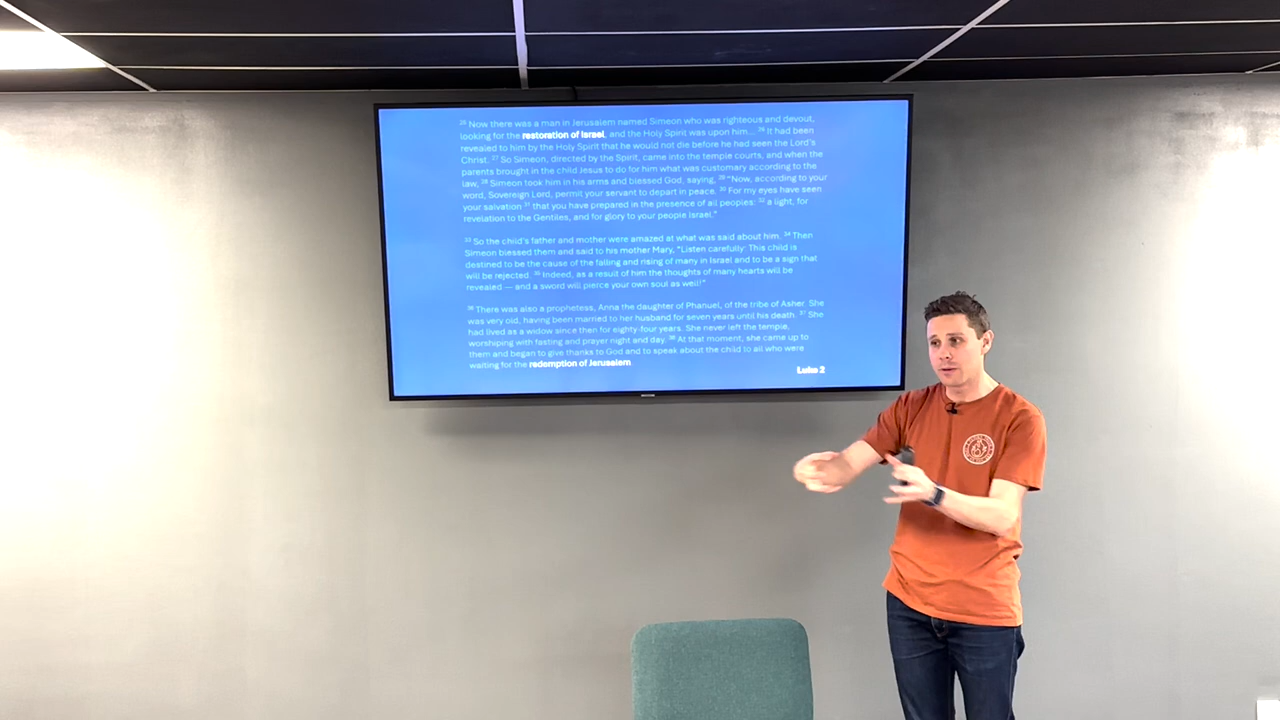 25 Now there was a man in Jerusalem named Simeon who was righteous and devout,
looking for the restoration of Israel, and the Holy Spirit was upon him... 26 It had been
revealed to him by the Holy Spirit that he would not die before he had seen the Lord's
Christ. 27 So Simeon, directed by the Spirit, came into the temple courts, and when the
parents brought in the child Jesus to do for him what was customary according to the
law, 28 Simeon took him in his arms and blessed God, saying, 29 "Now, according to your
word, Sovereign Lord, permit your servant to depart in peace. 30 For my eyes have seen
your salvation 31 that you have prepared in the presence of all peoples: 32 a light, for
revelation to the Gentiles, and for glory to your people Israel."
33 So the child's father and mother were amazed at what was said about him. 34 Then
Simeon blessed them and said to his mother Mary, "Listen carefully: This child is
destined to be the cause of the falling and rising of many in Israel and to be a sign that
will be rejected. 35 Indeed, as a result of him the thoughts of many hearts will be
revealed — and a sword will pierce your own soul as well!"
36 There was also a prophetess, Anna the daughter of Phanuel, of the tribe of Asher. She
was very old, having been married to her husband for seven years until his death. 37 She
had lived as a widow since then for eighty-four years. She never left the temple,
worshiping with fasting and prayer night and day. 38 At that moment, she came up to
them and began to give thanks to God and to speak about the child to all who were
waiting for the redemption of Jerusalem
Luke 2